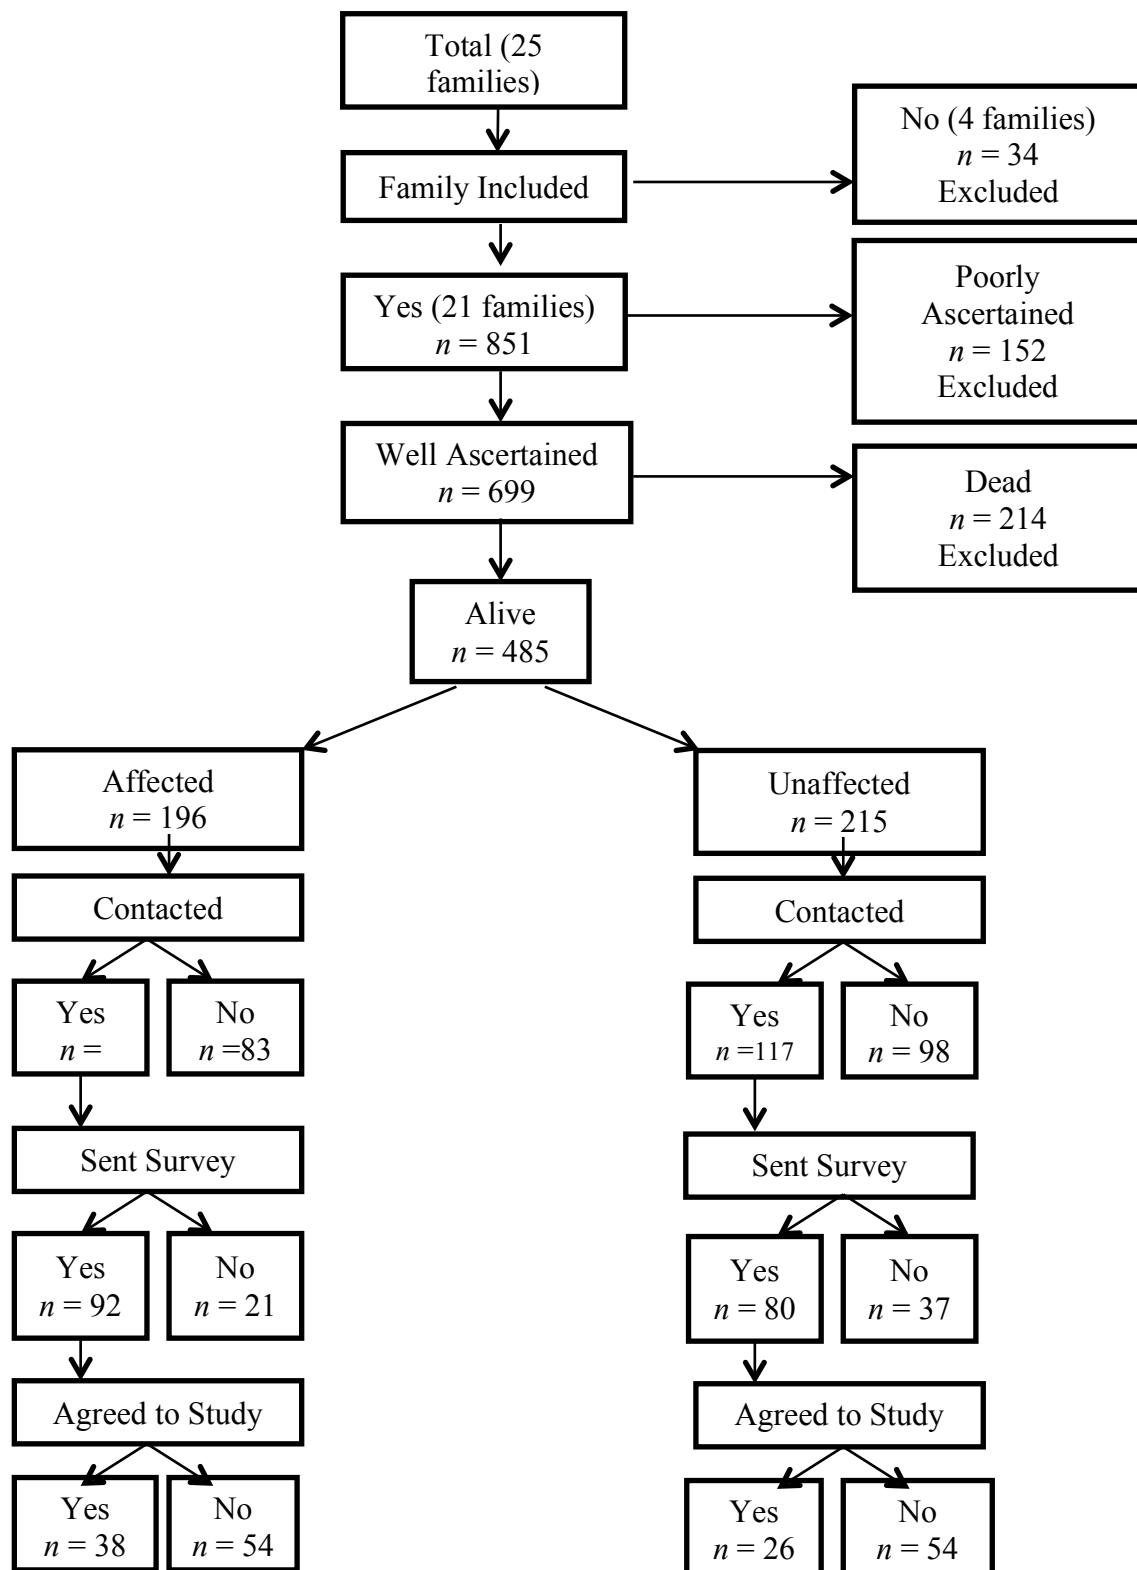 Total (25
families)
No (4 families)
n = 34
Excluded
Family Included
Yes (21 families)
n = 851
Poorly
Ascertained
n = 152
Excluded
Well Ascertained
n = 699
Dead
n = 214
Excluded
Alive
n = 485
Affected
n = 196
Unaffected
n = 215
Contacted
Contacted
Yes
n =
No
n =83
Yes
n =117
No
n = 98
Sent Survey
Sent Survey
Yes
n = 92
No
n = 21
Yes
n = 80
No
n = 37
Agreed to Study
Agreed to Study
Yes
n = 38
No
n = 54
Yes
n = 26
No
n = 54